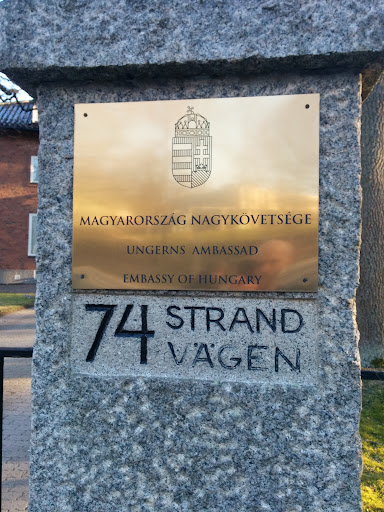 MAGYARORSZÁG NAGYKÖVETSÉGE
UNGERNS AMBASSAD
EMBASSY OF HUNGARY
74 STRAND
VÄGEN